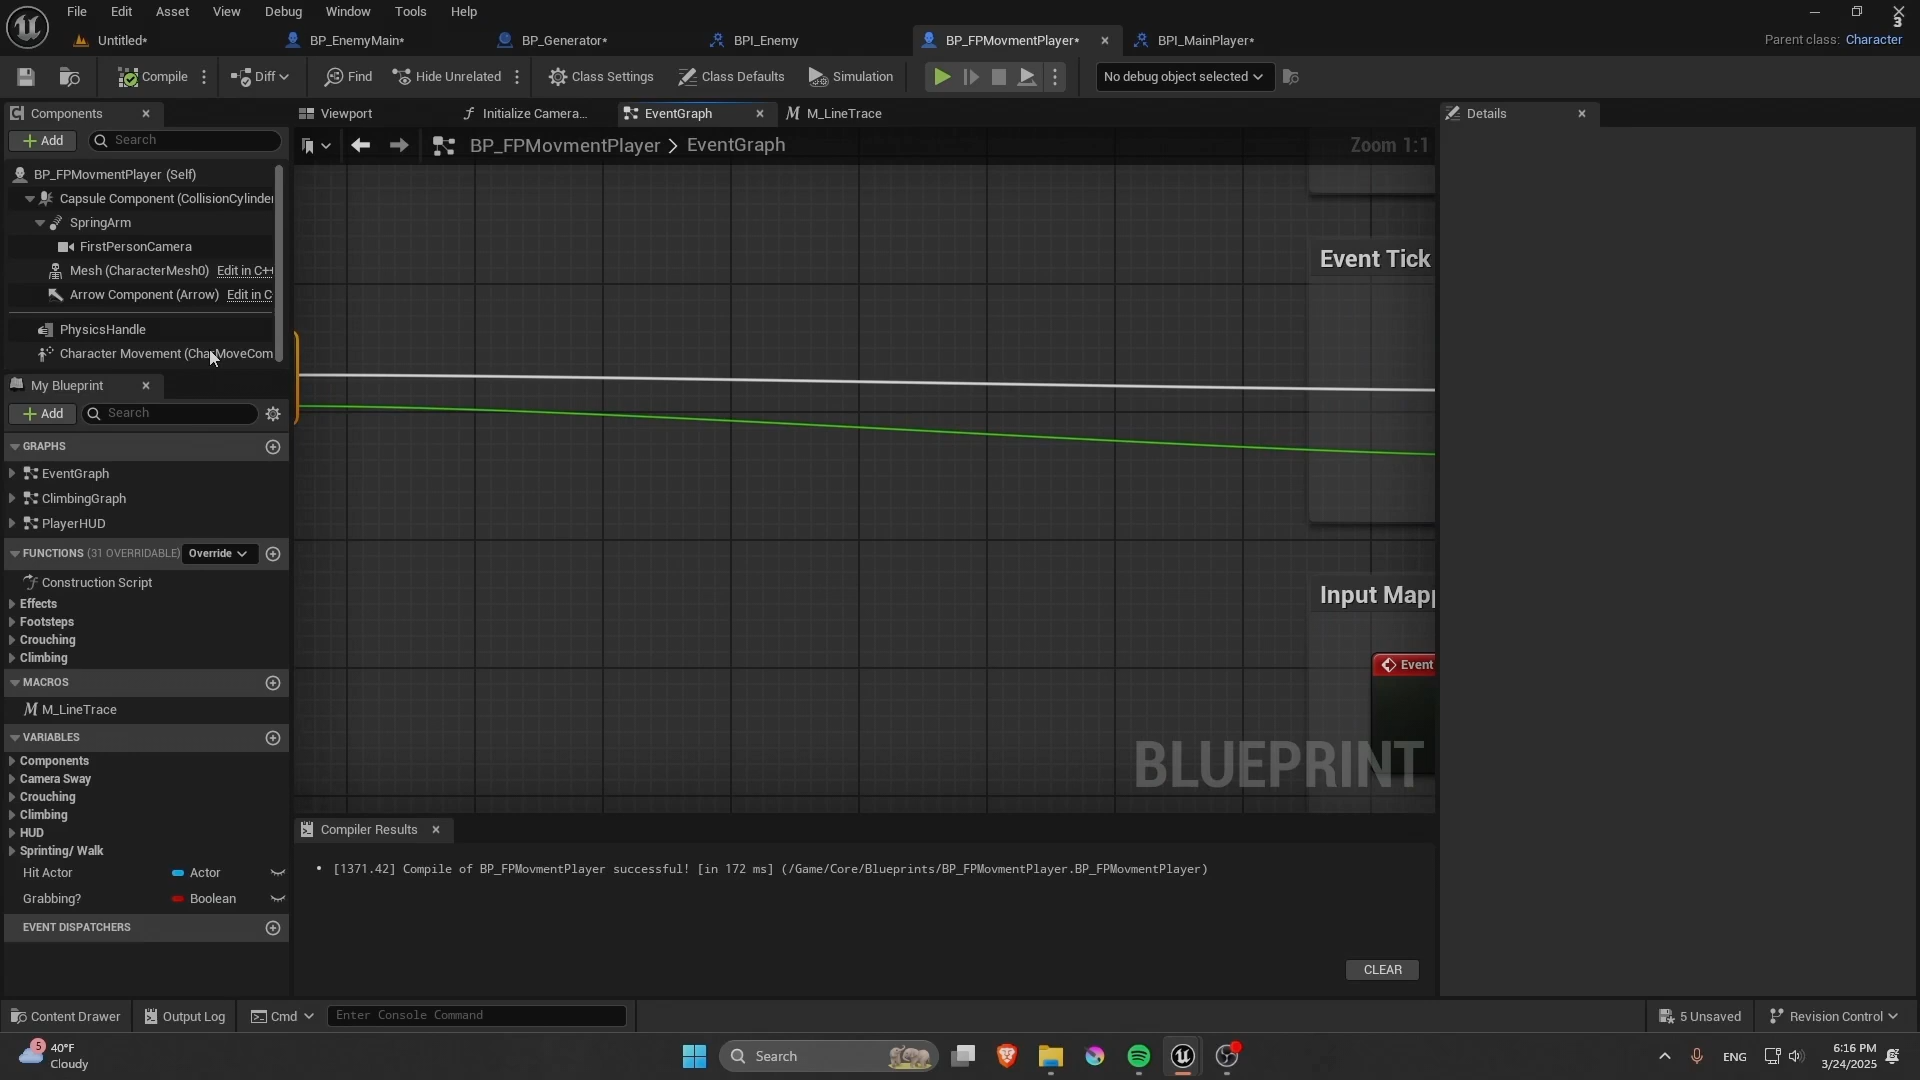 File Edit Asset View Debug Window Tools Help
3
Untitled* BP_EnemyMain* BP_Generator* BPI_Enemy BP_FPMovmentPlayer* BPI_MainPlayer* Parent class: Character
Compile Diff Find Hide Unrelated Class Settings Class Defaults Simulation No debug object selected
Components Viewport Initialize Camera... EventGraph M_LineTrace Details
Add Search BP_FPMovmentPlayer > EventGraph Zoom 1:1
BP_FPMovmentPlayer (Self)
Capsule Component (CollisionCylinder
SpringArm
FirstPersonCamera
Event Tick
Mesh (CharacterMesh0) Edit in C++
Arrow Component (Arrow) Edit in C
PhysicsHandle
Character Movement (CharMoveCom
My Blueprint
Add Search
GRAPHS
EventGraph
ClimbingGraph
PlayerHUD
FUNCTIONS (31 OVERRIDABLE) Override
Construction Script
Input Mapp
Effects
Footsteps
Crouching
Climbing
Event
MACROS
M_LineTrace
VARIABLES
Components
BLUEPRINT
Camera Sway
Crouching
Climbing
HUD
Compiler Results
Sprinting/ Walk
Hit Actor Actor
[1371.42] Compile of BP_FPMovmentPlayer successful! [in 172 ms] (/Game/Core/Blueprints/BP_FPMovmentPlayer.BP_FPMovmentPlayer)
Grabbing? Boolean
EVENT DISPATCHERS
CLEAR
Content Drawer Output Log Cmd Enter Console Command 5 Unsaved Revision Control
5 40°F
Cloudy
Search
ENG
6:16 PM
3/24/2025